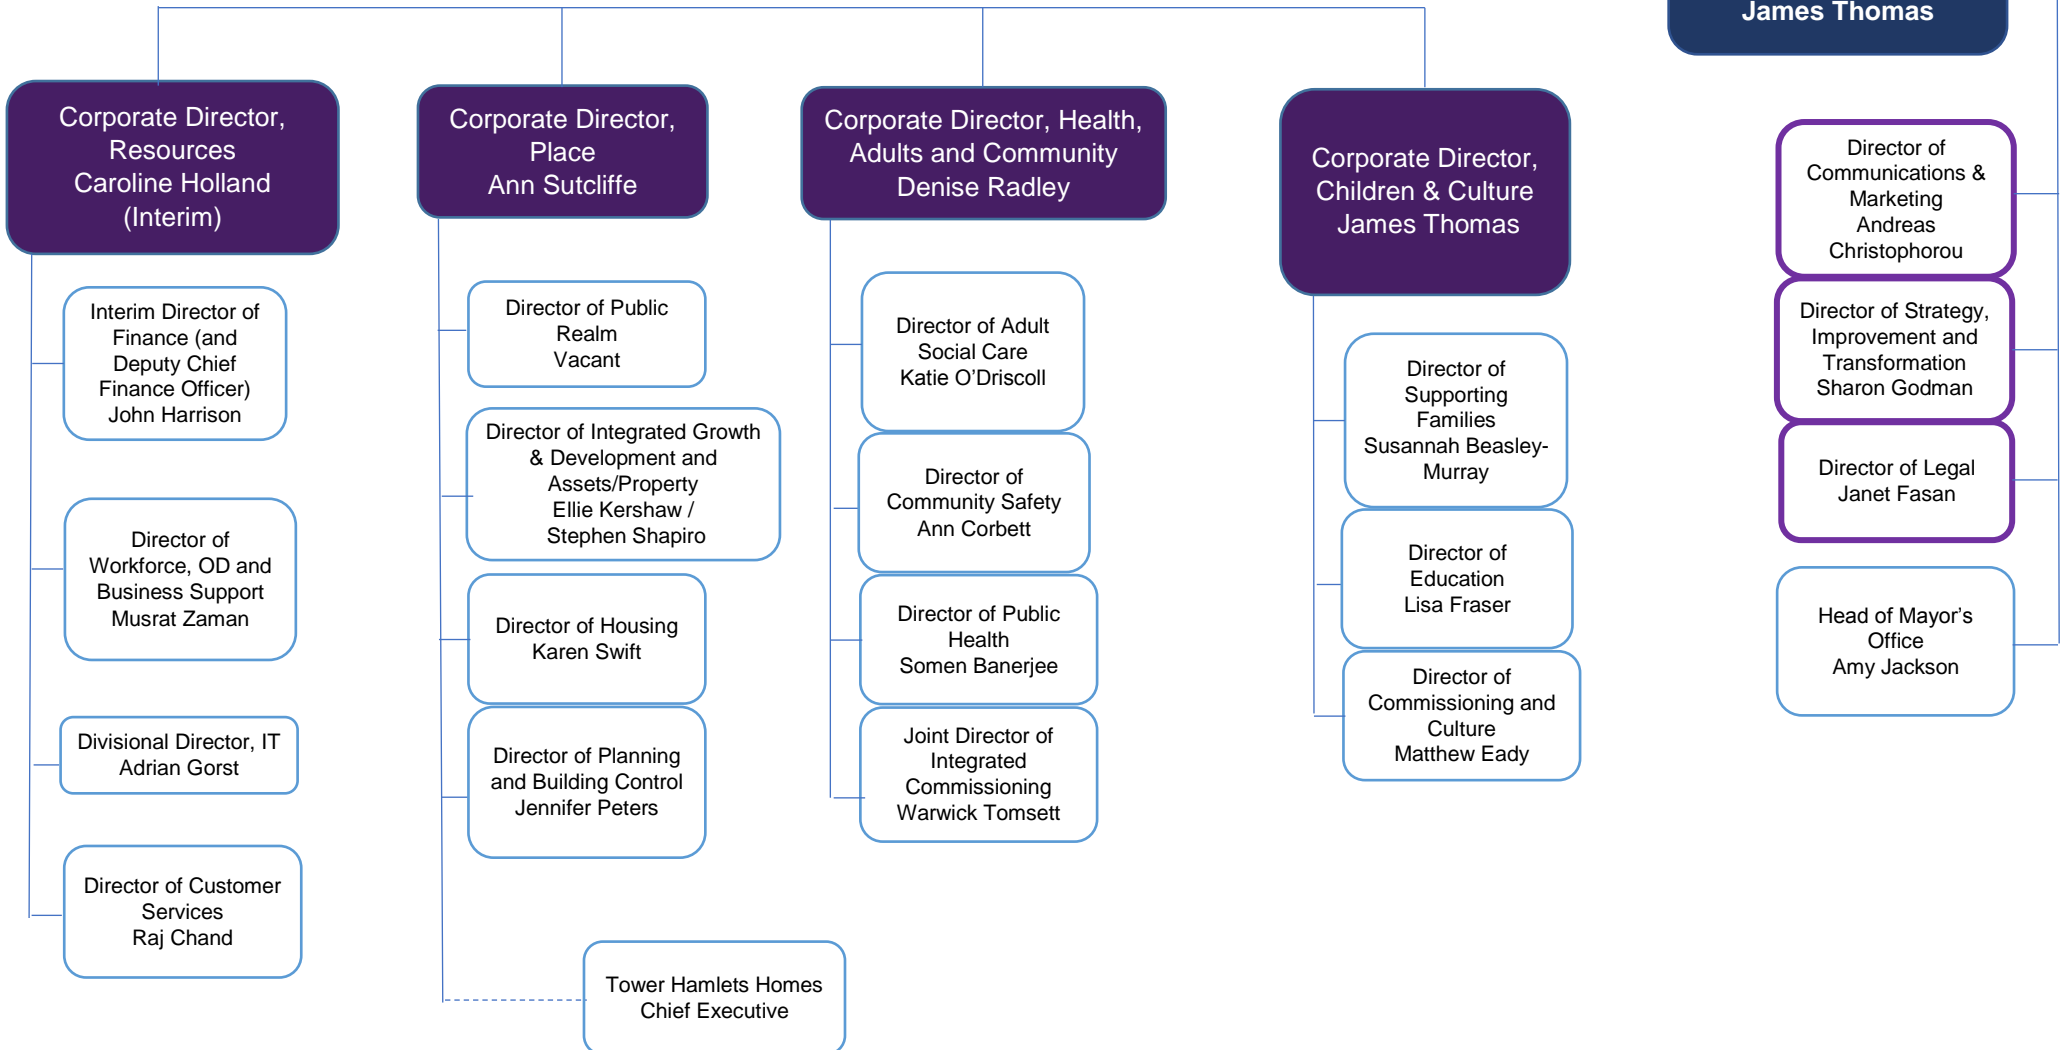 James Thomas
Corporate Director,
Resources
Caroline Holland
(Interim)
Interim Director of
Finance (and
Deputy Chief
Finance Officer)
John Harrison
Director of
Workforce, OD and
Business Support
Musrat Zaman
Divisional Director, IT
Adrian Gorst
Director of Customer
Services
Raj Chand
Corporate Director,
Place
Ann Sutcliffe
Director of Public
Realm
Vacant
Director of Integrated Growth
& Development and
Assets/Property
Ellie Kershaw /
Stephen Shapiro
Director of Housing
Karen Swift
Director of Planning
and Building Control
Jennifer Peters
Tower Hamlets Homes
Chief Executive
Corporate Director, Health,
Adults and Community
Denise Radley
Director of Adult
Social Care
Katie O’Driscoll
Director of
Community Safety
Ann Corbett
Director of Public
Health
Somen Banerjee
Joint Director of
Integrated
Commissioning
Warwick Tomsett
Corporate Director,
Children & Culture
James Thomas
Director of
Supporting
Families
Susannah Beasley-
Murray
Director of
Education
Lisa Fraser
Director of
Commissioning and
Culture
Matthew Eady
Director of
Communications &
Marketing
Andreas
Christophorou
Director of Strategy,
Improvement and
Transformation
Sharon Godman
Director of Legal
Janet Fasan
Head of Mayor’s
Office
Amy Jackson